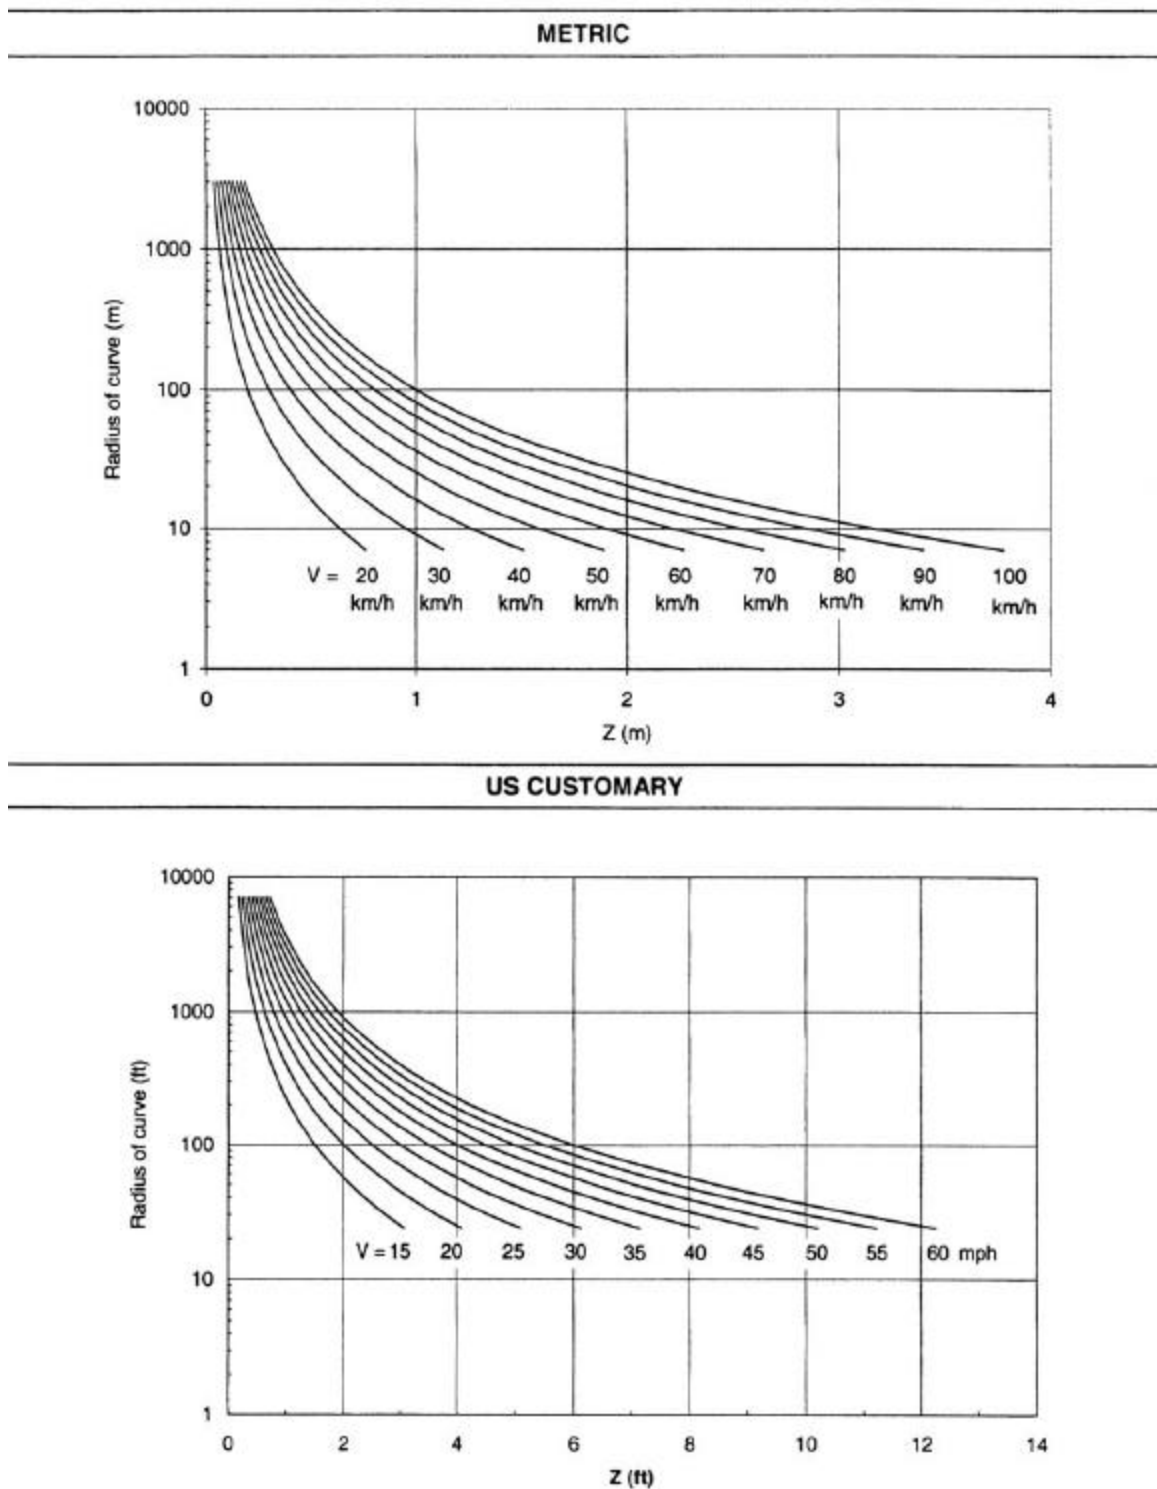 METRIC
10000
1000
100
10
1
Radius of curve (m)
V = 20 30 40 50 60 70 80 90 100
km/h km/h km/h km/h km/h km/h km/h km/h km/h
0 1 2 3 4
Z (m)
US CUSTOMARY
10000
1000
100
10
1
Radius of curve (ft)
V = 15 20 25 30 35 40 45 50 55 60 mph
0 2 4 6 8 10 12 14
Z (ft)